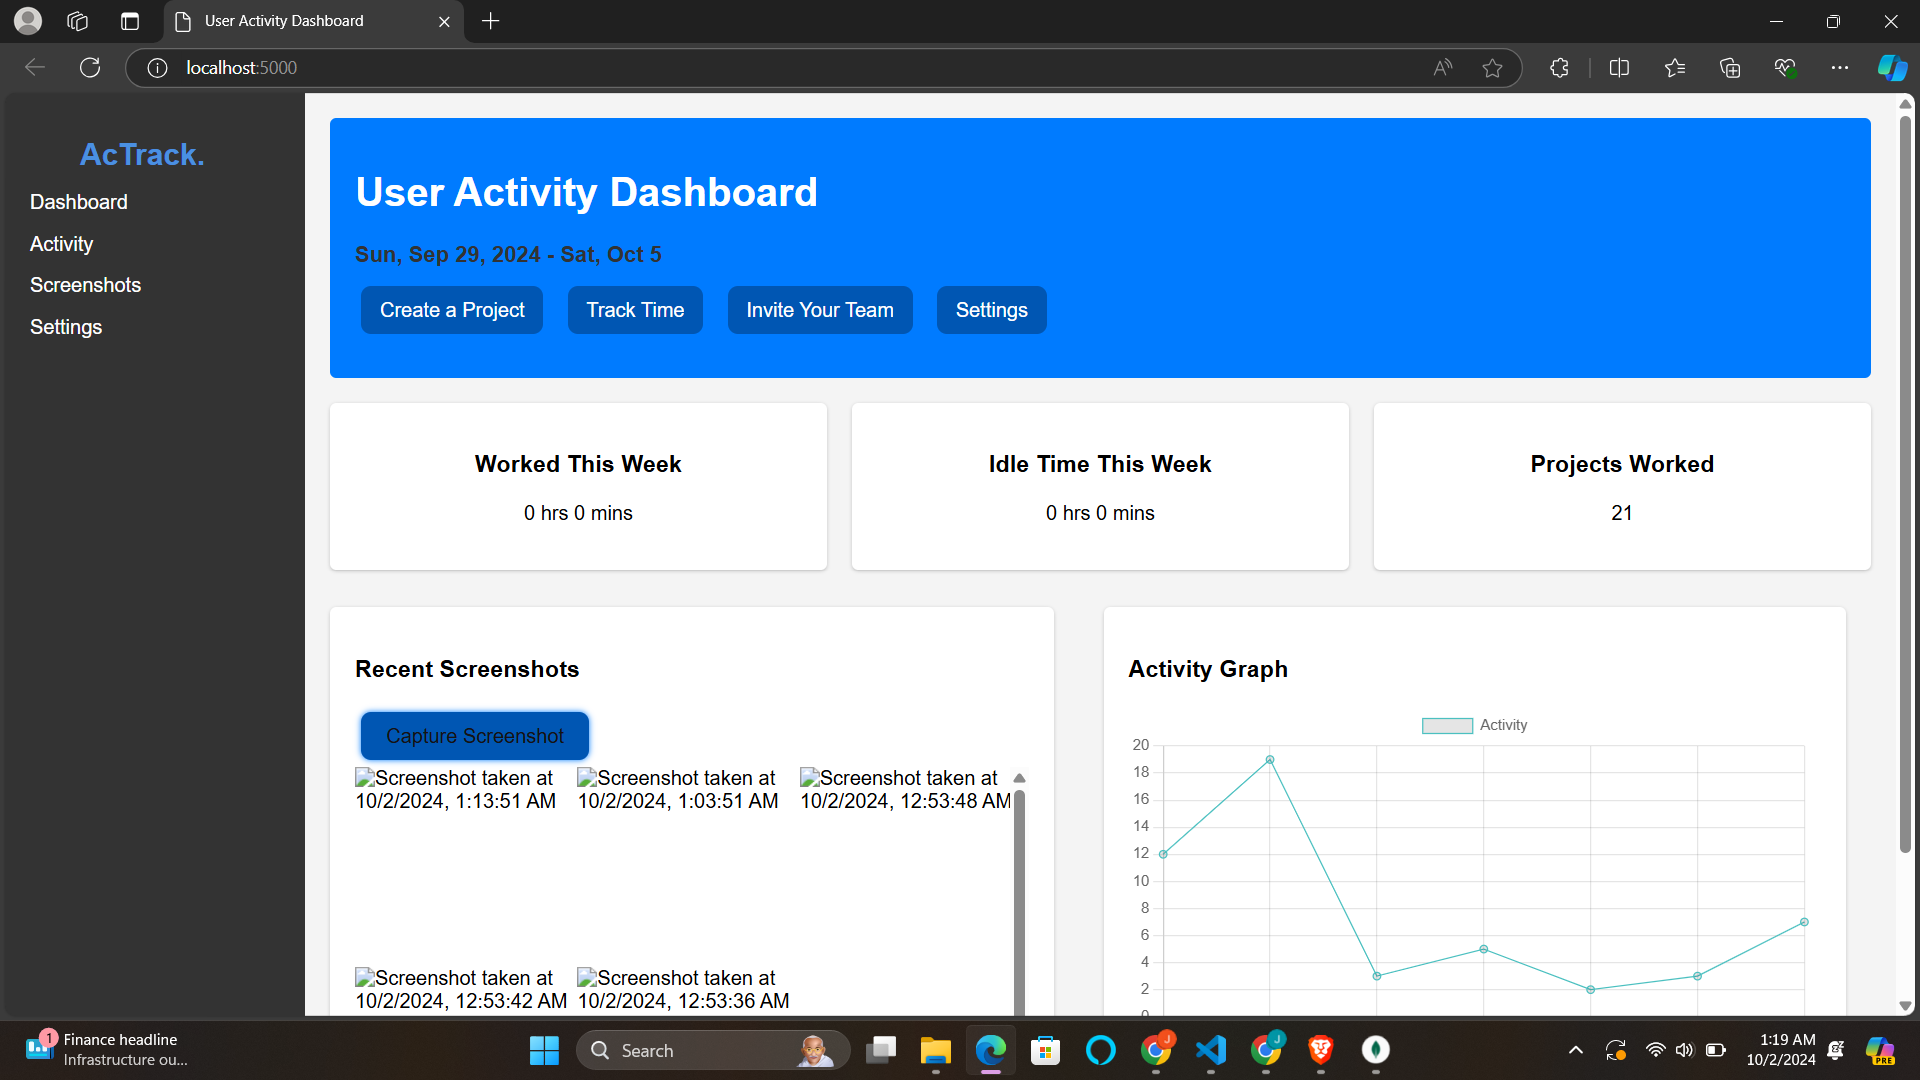 User Activity Dashboard
localhost:5000
AcTrack.
Dashboard
Activity
Screenshots
Settings
User Activity Dashboard
Sun, Sep 29, 2024 - Sat, Oct 5
Create a Project
Track Time
Invite Your Team
Settings
Worked This Week
0 hrs 0 mins
Idle Time This Week
0 hrs 0 mins
Projects Worked
21
Recent Screenshots
Capture Screenshot
Screenshot taken at
10/2/2024, 1:13:51 AM
Screenshot taken at
10/2/2024, 1:03:51 AM
Screenshot taken at
10/2/2024, 12:53:48 AM
Screenshot taken at
10/2/2024, 12:53:42 AM
Screenshot taken at
10/2/2024, 12:53:36 AM
Activity Graph
Activity
20
18
16
14
12
10
8
6
4
2
0
1
Finance headline
Infrastructure ou...
Search
J
J
PRE
1:19 AM
10/2/2024